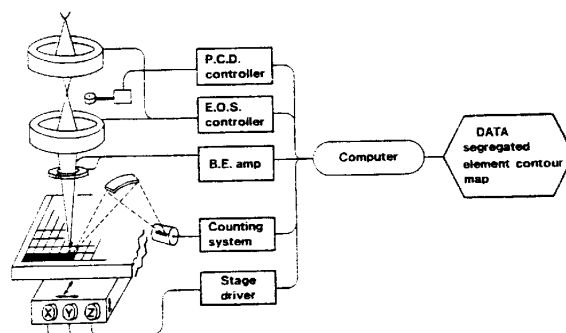 P.C.D.
controller
E.O.S.
controller
B.E. amp
Computer
DATA
segregated
element contour
map
Counting
system
Stage
driver
X Y Z